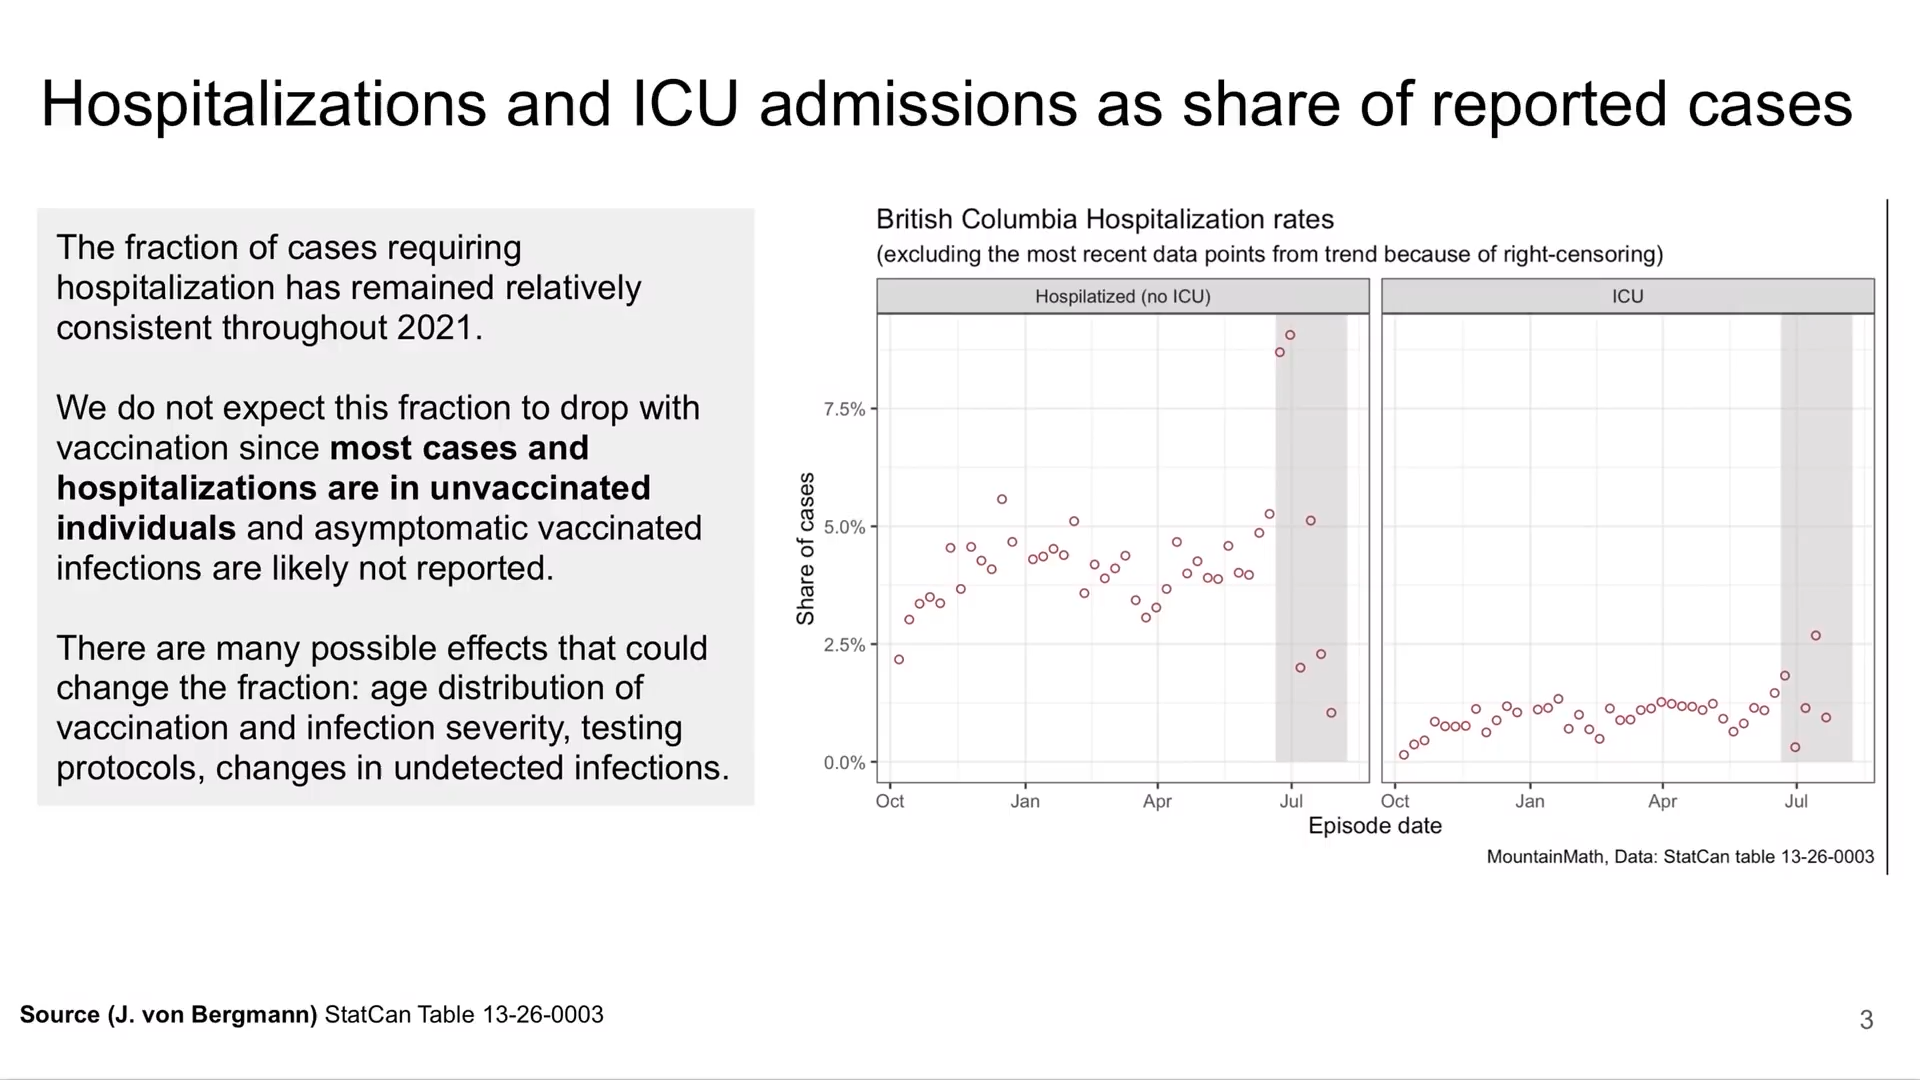 Hospitalizations and ICU admissions as share of reported cases
The fraction of cases requiring
hospitalization has remained relatively
consistent throughout 2021.
We do not expect this fraction to drop with
vaccination since most cases and
hospitalizations are in unvaccinated
individuals and asymptomatic vaccinated
infections are likely not reported.
There are many possible effects that could
change the fraction: age distribution of
vaccination and infection severity, testing
protocols, changes in undetected infections.
British Columbia Hospitalization rates
(excluding the most recent data points from trend because of right-censoring)
Hospilatized (no ICU)
ICU
Share of cases
7.5%
5.0%
2.5%
0.0%
Oct Jan Apr Jul
Oct Jan Apr Jul
Episode date
MountainMath, Data: StatCan table 13-26-0003
Source (J. von Bergmann) StatCan Table 13-26-0003
3